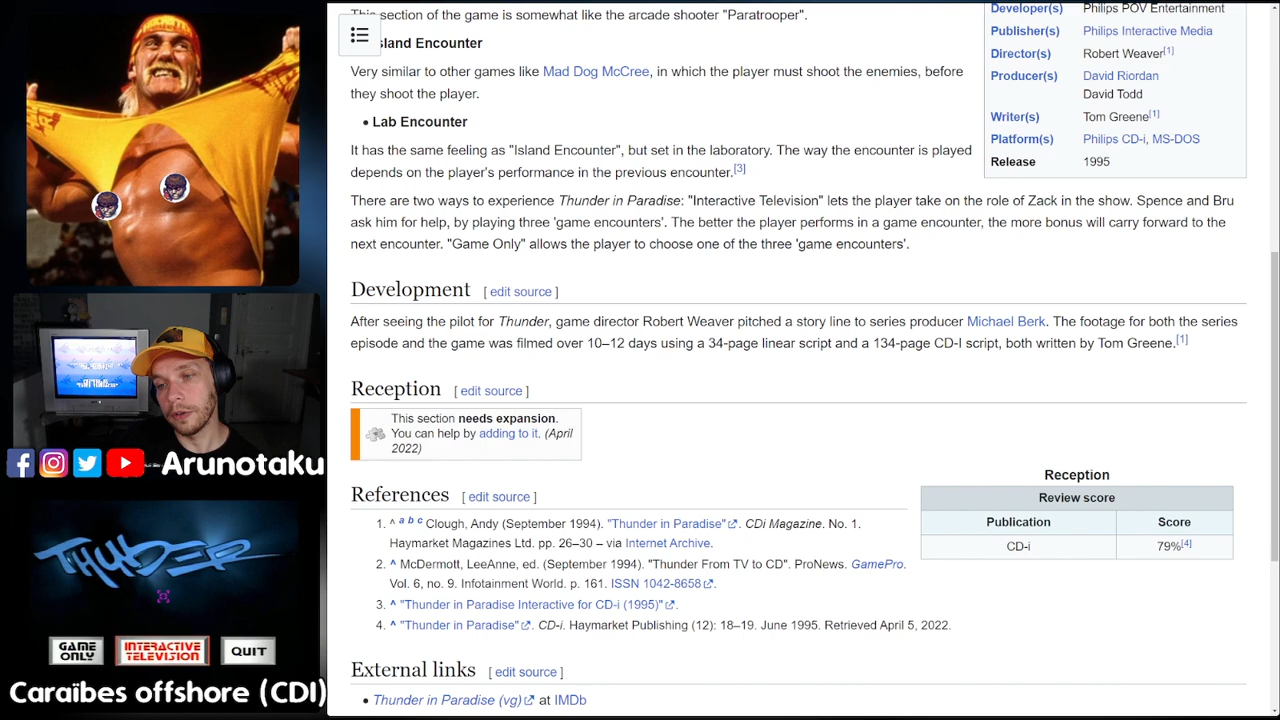 This section of the game is somewhat like the arcade shooter "Paratrooper".
sland Encounter
Very similar to other games like Mad Dog McCree, in which the player must shoot the enemies, before
they shoot the player.
• Lab Encounter
It has the same feeling as "Island Encounter", but set in the laboratory. The way the encounter is played
depends on the player's performance in the previous encounter.[3]
There are two ways to experience Thunder in Paradise: "Interactive Television" lets the player take on the role of Zack in the show. Spence and Bru
ask him for help, by playing three 'game encounters'. The better the player performs in a game encounter, the more bonus will carry forward to the
next encounter. "Game Only" allows the player to choose one of the three 'game encounters'.
Developer(s) Philips POV Entertainment
Publisher(s) Philips Interactive Media
Director(s) Robert Weaver[1]
Producer(s) David Riordan
David Todd
Writer(s) Tom Greene[1]
Platform(s) Philips CD-i, MS-DOS
Release 1995
Development [ edit source ]
After seeing the pilot for Thunder, game director Robert Weaver pitched a story line to series producer Michael Berk. The footage for both the series
episode and the game was filmed over 10–12 days using a 34-page linear script and a 134-page CD-I script, both written by Tom Greene.[1]
Reception [ edit source ]
This section needs expansion.
You can help by adding to it. (April
2022)
Reception
Review score
Publication Score
CD-i 79%[4]
References [ edit source ]
1. ^ a b c Clough, Andy (September 1994). "Thunder in Paradise". CDi Magazine. No. 1.
Haymarket Magazines Ltd. pp. 26–30 – via Internet Archive.
2. ^ McDermott, LeeAnne, ed. (September 1994). "Thunder From TV to CD". ProNews. GamePro.
Vol. 6, no. 9. Infotainment World. p. 161. ISSN 1042-8658.
3. ^ "Thunder in Paradise Interactive for CD-i (1995)".
4. ^ "Thunder in Paradise". CD-i. Haymarket Publishing (12): 18–19. June 1995. Retrieved April 5, 2022.
External links [ edit source ]
• Thunder in Paradise (vg) at IMDb
Arunotaku
THUNDER
GAME ONLY
INTERACTIVE TELEVISION
QUIT
Caraïbes offshore (CDI)